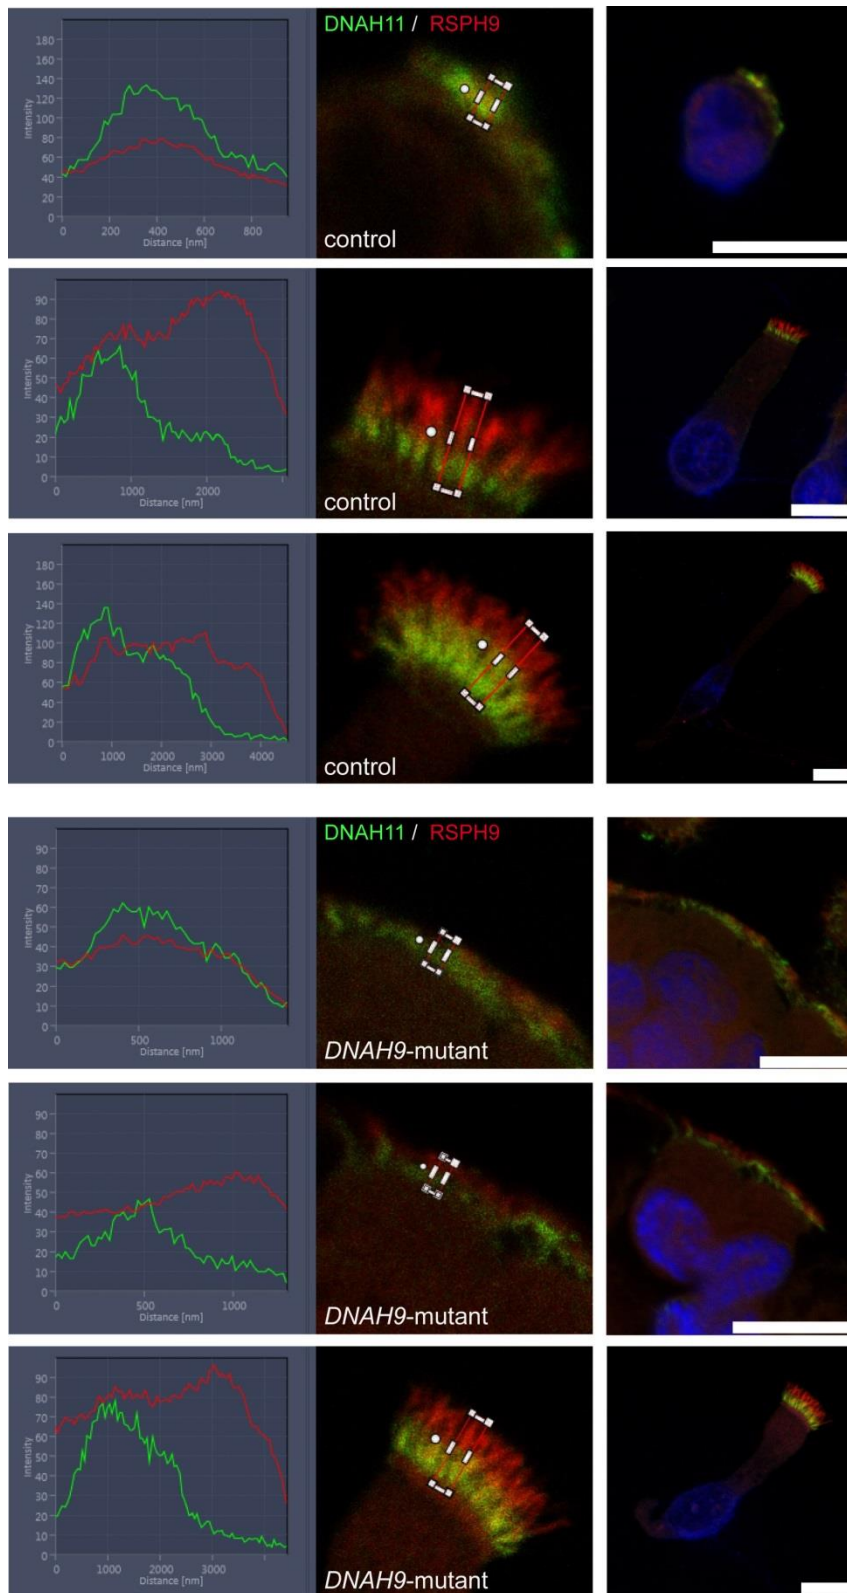 DNAH11 / RSPH9
Intensity
180
160
140
120
100
80
60
40
20
0
0 200 400 600 800
Distance [nm]
control
Intensity
90
80
70
60
50
40
30
20
10
0
0 1000 2000
Distance [nm]
control
Intensity
180
160
140
120
100
80
60
40
20
0
0 1000 2000 3000 4000
Distance [nm]
control
DNAH11 / RSPH9
Intensity
90
80
70
60
50
40
30
20
10
0
0 500 1000
Distance [nm]
DNAH9-mutant
Intensity
90
80
70
60
50
40
30
20
10
0
0 500 1000
Distance [nm]
DNAH9-mutant
Intensity
90
80
70
60
50
40
30
20
10
0
0 1000 2000 3000
Distance [nm]
DNAH9-mutant